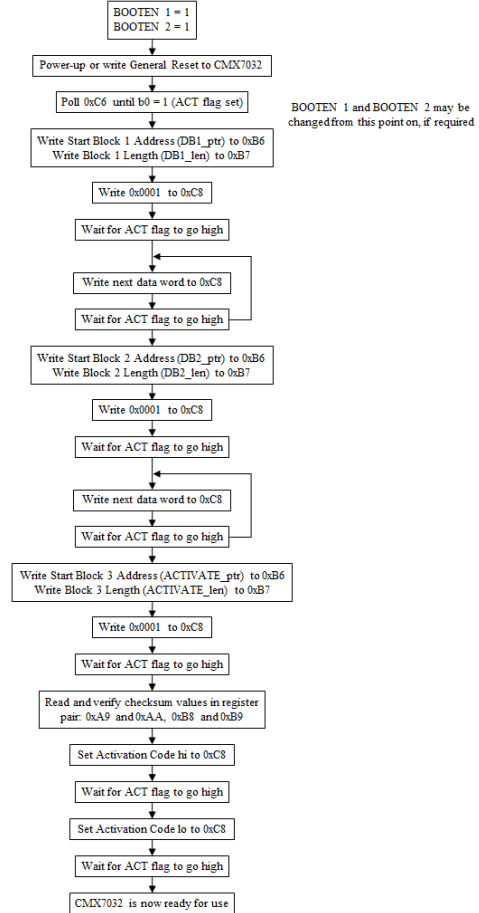 BOOTEN 1 = 1
BOOTEN 2 = 1
Power-up or write General Reset to CMX7032
Poll 0xC6 until b0 = 1 (ACT flag set)
BOOTEN 1 and BOOTEN 2 may be
changed from this point on, if required
Write Start Block 1 Address (DB1_ptr) to 0xB6
Write Block 1 Length (DB1_len) to 0xB7
Write 0x0001 to 0xC8
Wait for ACT flag to go high
Write next data word to 0xC8
Wait for ACT flag to go high
Write Start Block 2 Address (DB2_ptr) to 0xB6
Write Block 2 Length (DB2_len) to 0xB7
Write 0x0001 to 0xC8
Wait for ACT flag to go high
Write next data word to 0xC8
Wait for ACT flag to go high
Write Start Block 3 Address (ACTIVATE_ptr) to 0xB6
Write Block 3 Length (ACTIVATE_len) to 0xB7
Write 0x0001 to 0xC8
Wait for ACT flag to go high
Read and verify checksum values in register
pair: 0xA9 and 0xAA, 0xB8 and 0xB9
Set Activation Code hi to 0xC8
Wait for ACT flag to go high
Set Activation Code lo to 0xC8
Wait for ACT flag to go high
CMX7032 is now ready for use